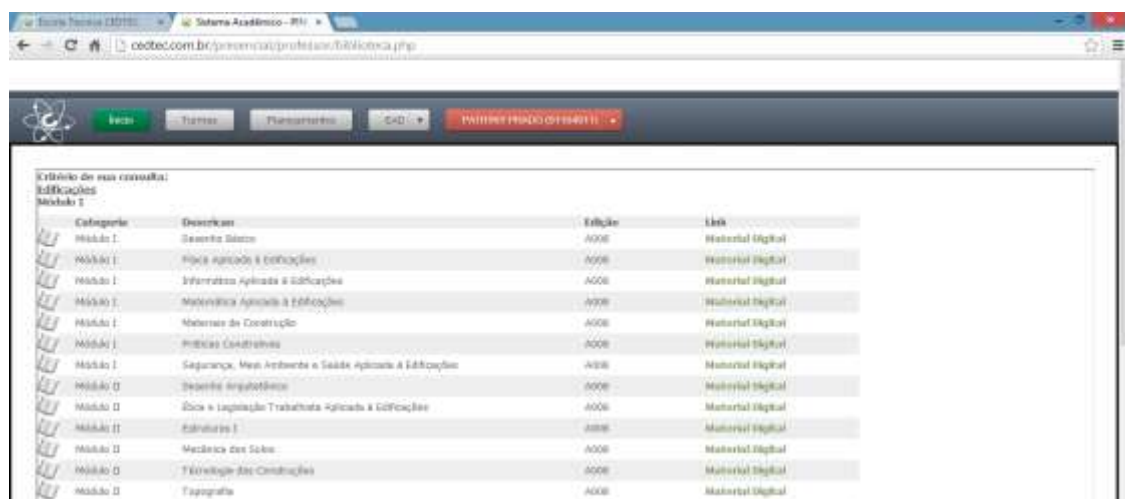 Escola Técnica CEDTEC
Sistema Acadêmico -
cedtec.com.br/presencial/professor/biblioteca.php
Início Turmas Planejamentos EAD
Critério de sua consulta:
Edificações
Módulo I
Categoria Descricao Edição Link
Módulo I Desenho Básico A008 Material Digital
Módulo I Física Aplicada à Edificações A008 Material Digital
Módulo I Informática Aplicada à Edificações A008 Material Digital
Módulo I Matemática Aplicada à Edificações A008 Material Digital
Módulo I Materiais de Construção A008 Material Digital
Módulo I Práticas Construtivas A008 Material Digital
Módulo I Segurança, Meio Ambiente e Saúde Aplicada à Edificações A008 Material Digital
Módulo II Desenho Arquitetônico A008 Material Digital
Módulo II Ética e Legislação Trabalhista Aplicada à Edificações A008 Material Digital
Módulo II Estruturas I A008 Material Digital
Módulo II Mecânica dos Solos A008 Material Digital
Módulo II Técnologia das Construções A008 Material Digital
Módulo II Topografia A008 Material Digital